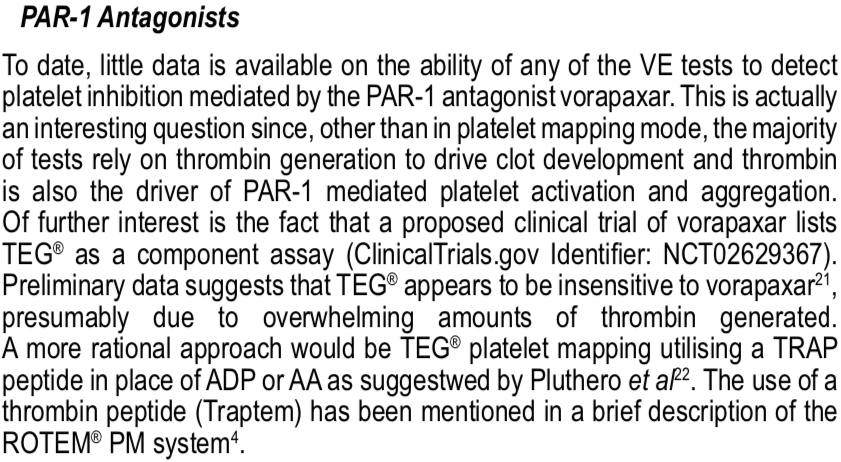 PAR-1 Antagonists
To date, little data is available on the ability of any of the VE tests to detect
platelet inhibition mediated by the PAR-1 antagonist vorapaxar. This is actually
an interesting question since, other than in platelet mapping mode, the majority
of tests rely on thrombin generation to drive clot development and thrombin
is also the driver of PAR-1 mediated platelet activation and aggregation.
Of further interest is the fact that a proposed clinical trial of vorapaxar lists
TEG® as a component assay (ClinicalTrials.gov Identifier: NCT02629367).
Preliminary data suggests that TEG® appears to be insensitive to vorapaxar²¹,
presumably due to overwhelming amounts of thrombin generated.
A more rational approach would be TEG® platelet mapping utilising a TRAP
peptide in place of ADP or AA as suggestwed by Pluthero et al²². The use of a
thrombin peptide (Traptem) has been mentioned in a brief description of the
ROTEM® PM system⁴.